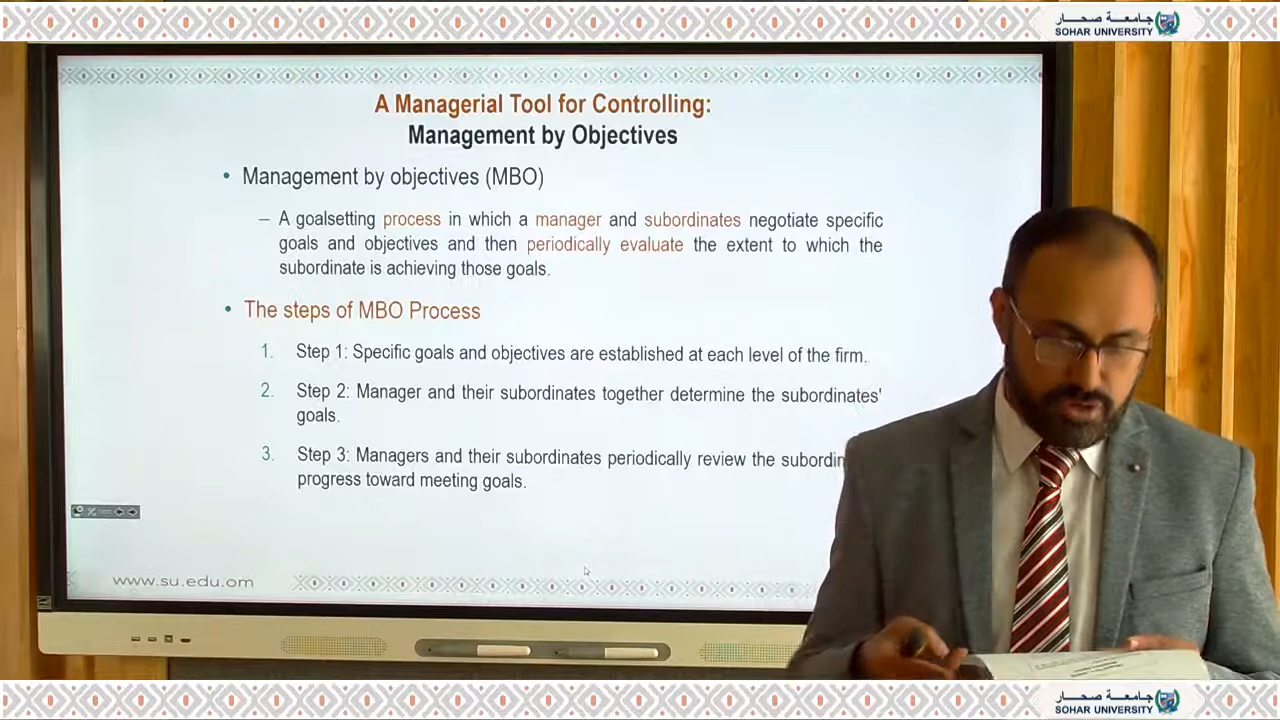 جامعة صحار
SOHAR UNIVERSITY
A Managerial Tool for Controlling:
Management by Objectives
• Management by objectives (MBO)
– A goalsetting process in which a manager and subordinates negotiate specific
goals and objectives and then periodically evaluate the extent to which the
subordinate is achieving those goals.
• The steps of MBO Process
1. Step 1: Specific goals and objectives are established at each level of the firm.
2. Step 2: Manager and their subordinates together determine the subordinates'
goals.
3. Step 3: Managers and their subordinates periodically review the subordin
progress toward meeting goals.
www.su.edu.om
جامعة صحار
SOHAR UNIVERSITY